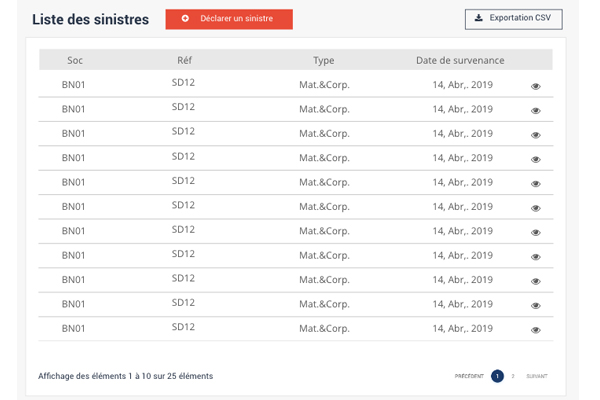 Liste des sinistres Déclarer un sinistre Exportation CSV
Soc Réf Type Date de survenance
BN01 SD12 Mat.&Corp. 14, Abr,. 2019
BN01 SD12 Mat.&Corp. 14, Abr,. 2019
BN01 SD12 Mat.&Corp. 14, Abr,. 2019
BN01 SD12 Mat.&Corp. 14, Abr,. 2019
BN01 SD12 Mat.&Corp. 14, Abr,. 2019
BN01 SD12 Mat.&Corp. 14, Abr,. 2019
BN01 SD12 Mat.&Corp. 14, Abr,. 2019
BN01 SD12 Mat.&Corp. 14, Abr,. 2019
BN01 SD12 Mat.&Corp. 14, Abr,. 2019
BN01 SD12 Mat.&Corp. 14, Abr,. 2019
BN01 SD12 Mat.&Corp. 14, Abr,. 2019
Affichage des éléments 1 à 10 sur 25 éléments PRÉCÉDENT 1 2 SUIVANT